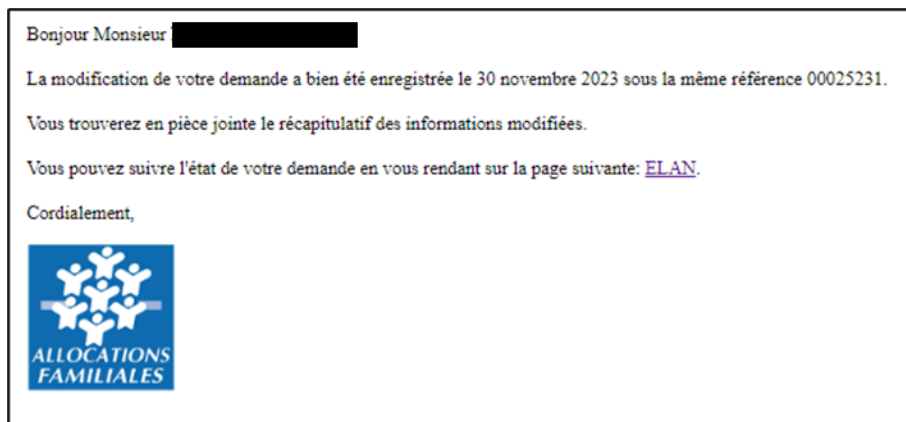 Bonjour Monsieur
La modification de votre demande a bien été enregistrée le 30 novembre 2023 sous la même référence 00025231.
Vous trouverez en pièce jointe le récapitulatif des informations modifiées.
Vous pouvez suivre l'état de votre demande en vous rendant sur la page suivante: ELAN.
Cordialement,
ALLOCATIONS
FAMILIALES